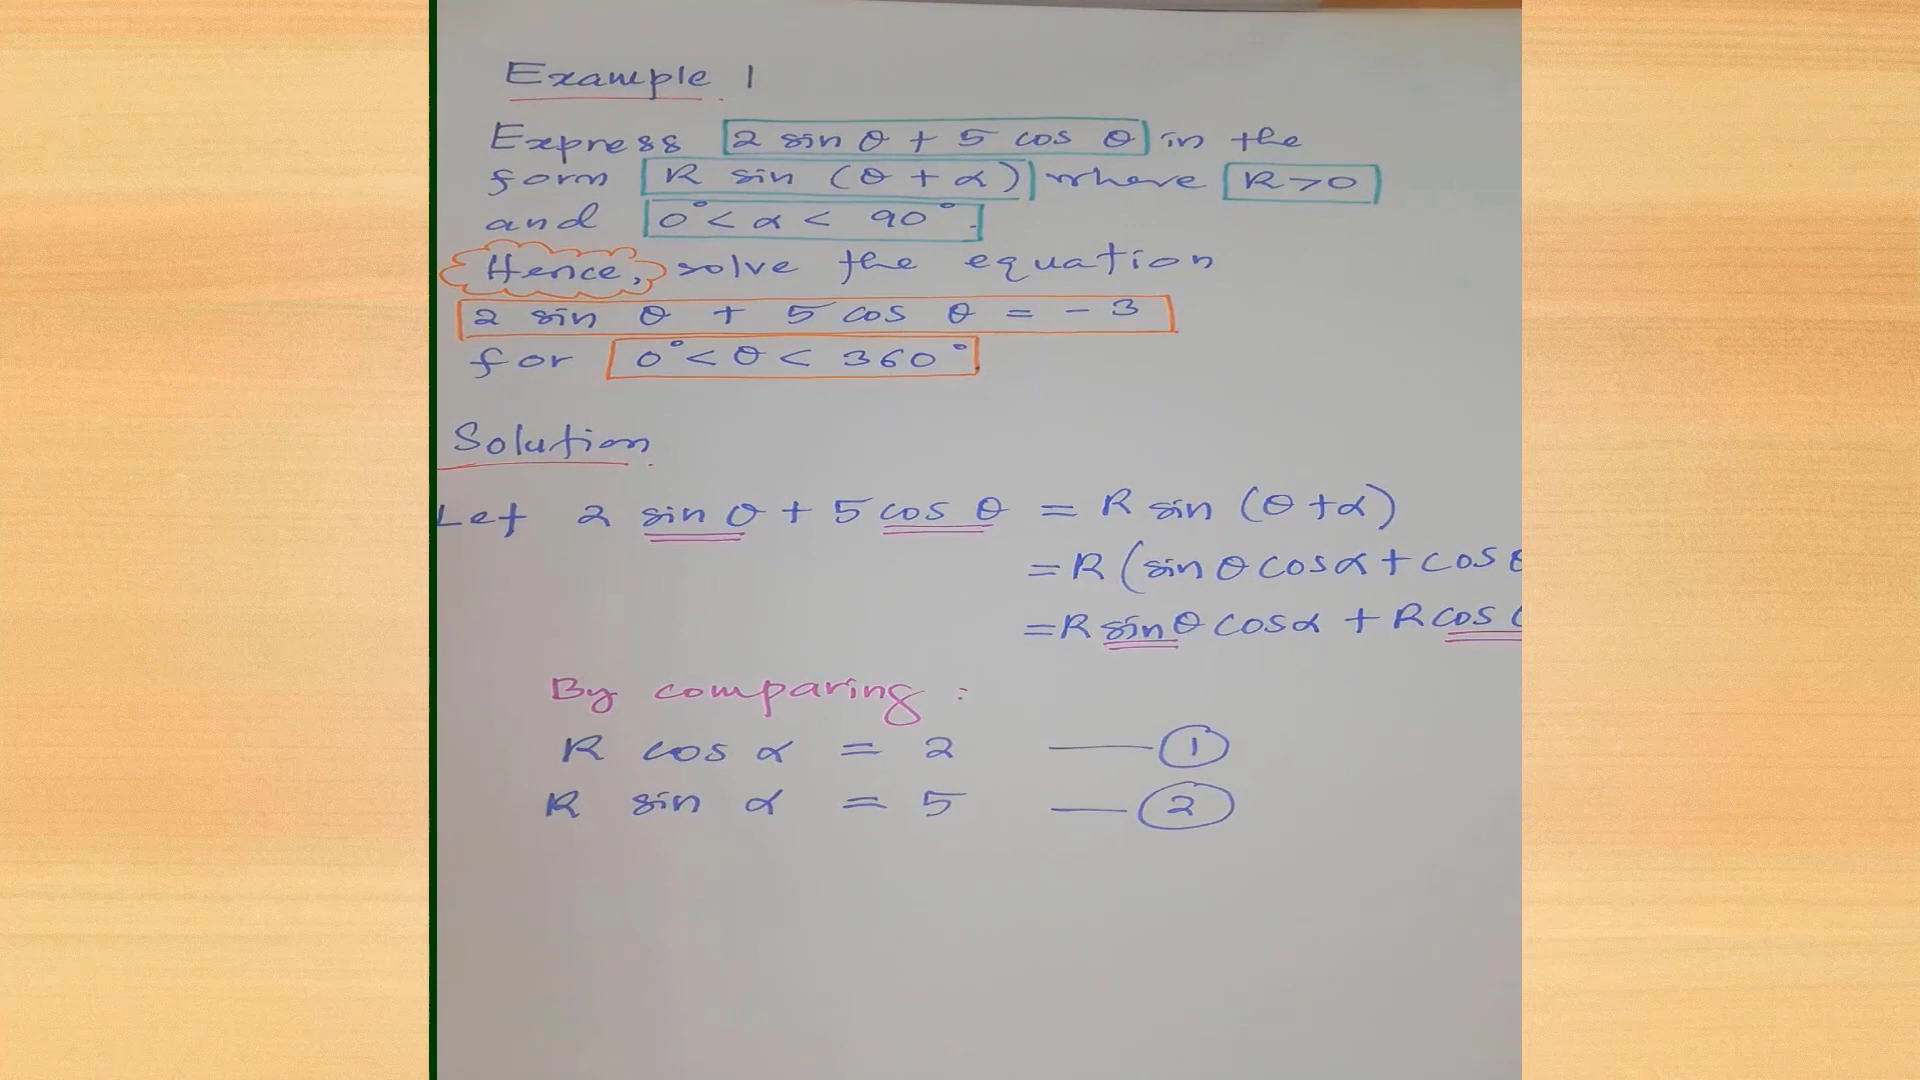 Example 1
Express 2 sin θ + 5 cos θ in the
form R sin (θ + α) where R>0
and 0°< α < 90°.
Hence, solve the equation
2 sin θ + 5 cos θ = - 3
for 0°< θ < 360°
Solution
Let 2 sin θ + 5 cos θ = R sin (θ + α)
= R (sin θ cos α + cos θ
= R sin θ cos α + R cos
By comparing :
R cos α = 2 —— 1
R sin α = 5 —— 2